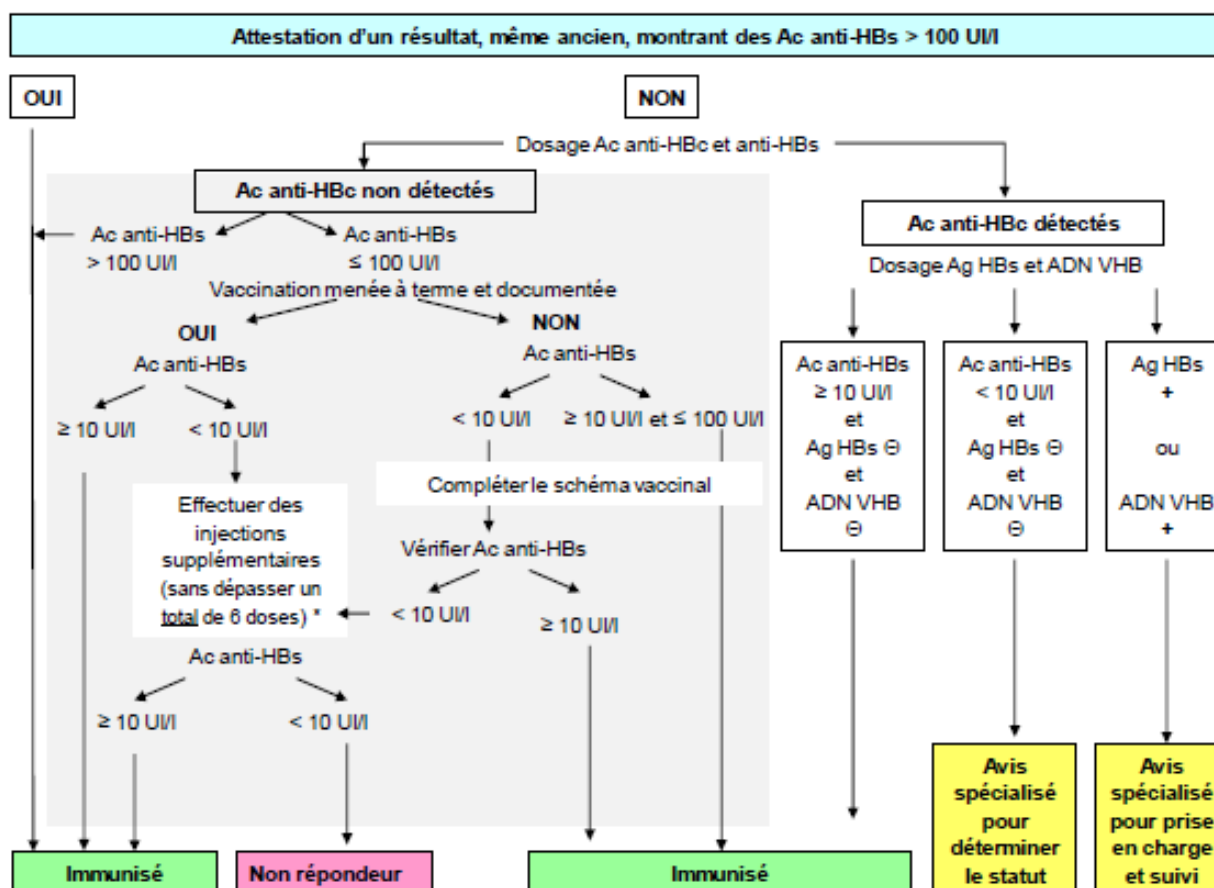 Attestation d'un résultat, même ancien, montrant des Ac anti-HBs > 100 UI/l
OUI
NON
Dosage Ac anti-HBc et anti-HBs
Ac anti-HBc non détectés
Ac anti-HBs
> 100 UI/l
Ac anti-HBs
≤ 100 UI/l
Vaccination menée à terme et documentée
OUI
Ac anti-HBs
≥ 10 UI/l
< 10 UI/l
Effectuer des
injections
supplémentaires
(sans dépasser un
total de 6 doses) *
NON
Ac anti-HBs
< 10 UI/l
≥ 10 UI/l et ≤ 100 UI/l
Compléter le schéma vaccinal
Vérifier Ac anti-HBs
< 10 UI/l
≥ 10 UI/l
Ac anti-HBs
≥ 10 UI/l
< 10 UI/l
Ac anti-HBc détectés
Dosage Ag HBs et ADN VHB
Ac anti-HBs
≥ 10 UI/l
et
Ag HBs ⊖
et
ADN VHB
⊖
Ac anti-HBs
< 10 UI/l
et
Ag HBs ⊖
et
ADN VHB
⊖
Ag HBs
+
ou
ADN VHB
+
Immunisé
Non répondeur
Immunisé
Avis
spécialisé
pour
déterminer
le statut
Avis
spécialisé
pour prise
en charge
et suivi